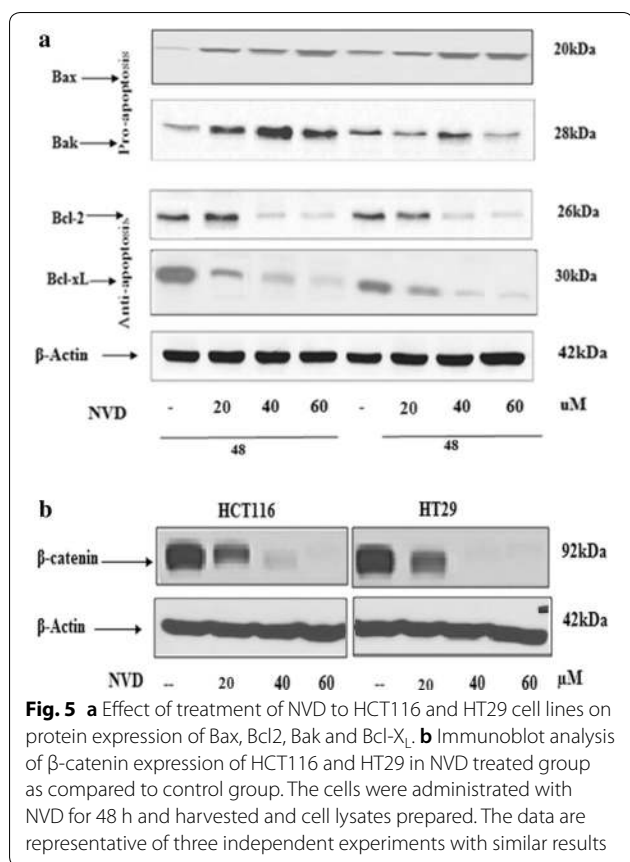 a
Bax
20kDa
Pro-apoptosis
Bak
28kDa
Bcl-2
26kDa
Anti-apoptosis
Bcl-xL
30kDa
β-Actin
42kDa
NVD - 20 40 60 - 20 40 60 uM
48 48
b
HCT116 HT29
β-catenin
92kDa
β-Actin
42kDa
NVD -- 20 40 60 -- 20 40 60 μM
Fig. 5 a Effect of treatment of NVD to HCT116 and HT29 cell lines on
protein expression of Bax, Bcl2, Bak and Bcl-XL. b Immunoblot analysis
of β-catenin expression of HCT116 and HT29 in NVD treated group
as compared to control group. The cells were administrated with
NVD for 48 h and harvested and cell lysates prepared. The data are
representative of three independent experiments with similar results